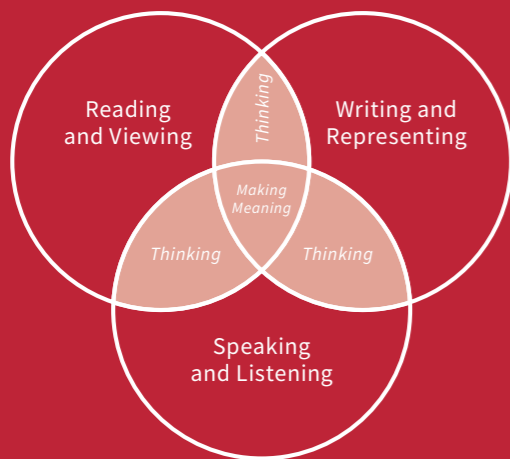 Reading
and Viewing
Thinking
Writing and
Representing
Making
Meaning
Thinking
Thinking
Speaking
and Listening